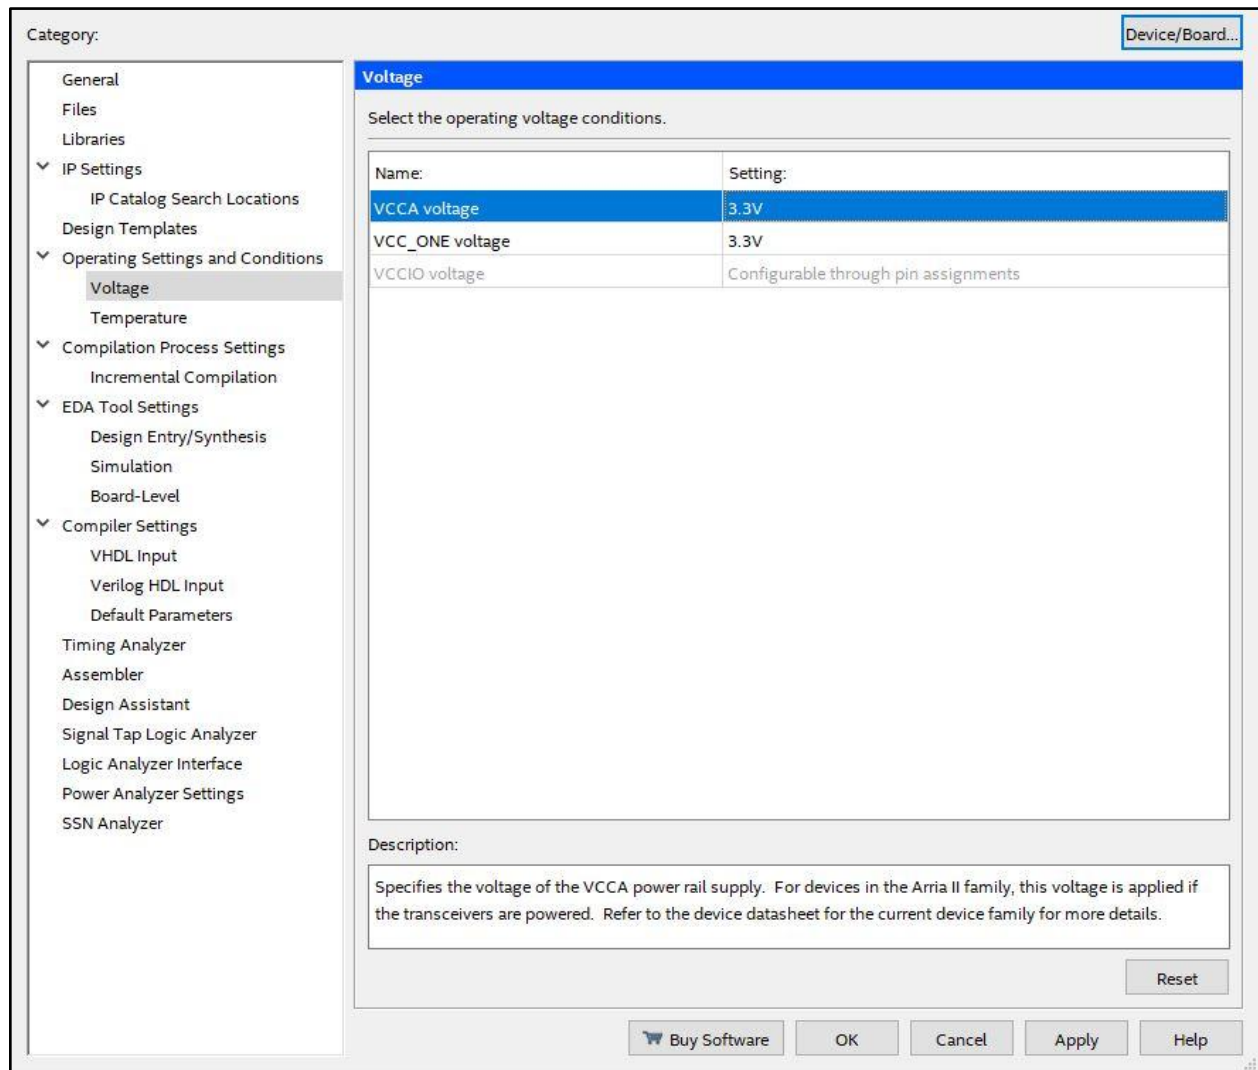 Category:
Device/Board...
General
Files
Libraries
IP Settings
IP Catalog Search Locations
Design Templates
Operating Settings and Conditions
Voltage
Temperature
Compilation Process Settings
Incremental Compilation
EDA Tool Settings
Design Entry/Synthesis
Simulation
Board-Level
Compiler Settings
VHDL Input
Verilog HDL Input
Default Parameters
Timing Analyzer
Assembler
Design Assistant
Signal Tap Logic Analyzer
Logic Analyzer Interface
Power Analyzer Settings
SSN Analyzer
Voltage
Select the operating voltage conditions.
Name: Setting:
VCCA voltage 3.3V
VCC_ONE voltage 3.3V
VCCIO voltage Configurable through pin assignments
Description:
Specifies the voltage of the VCCA power rail supply. For devices in the Arria II family, this voltage is applied if
the transceivers are powered. Refer to the device datasheet for the current device family for more details.
Reset
Buy Software OK Cancel Apply Help